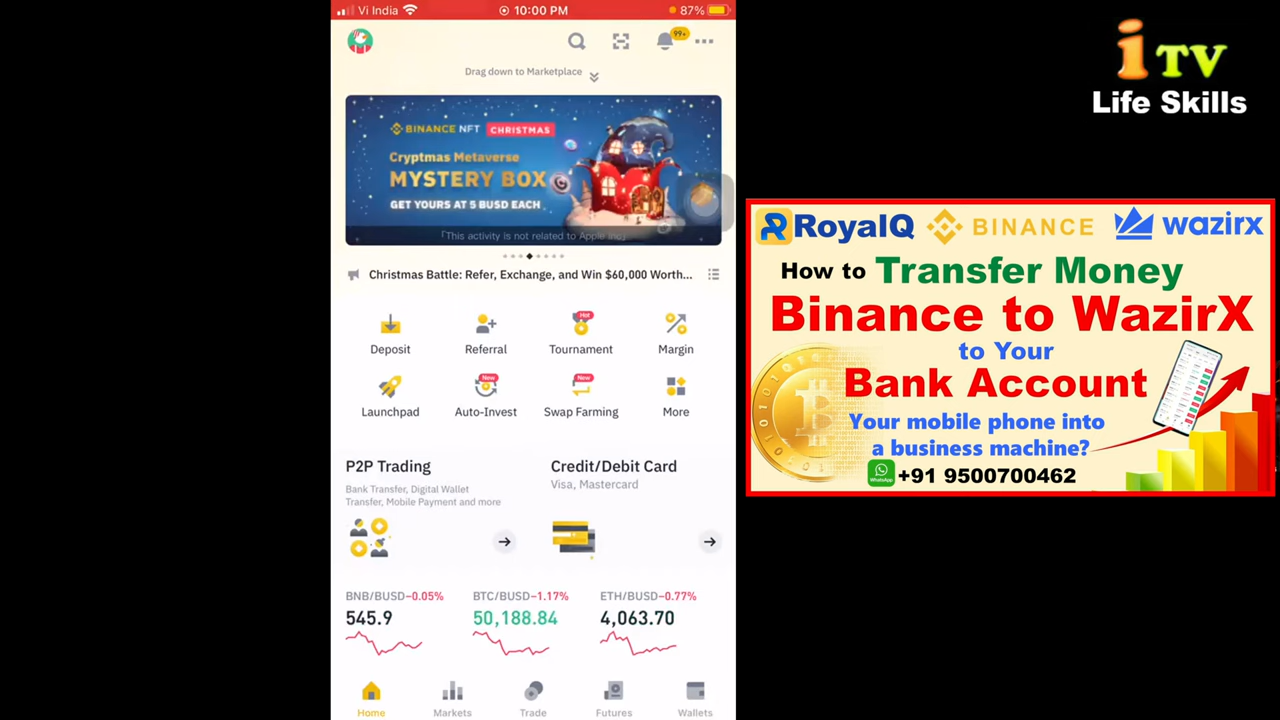 Vi India
10:00 PM
87%
99+
Drag down to Marketplace
BINANCE NFT CHRISTMAS
Cryptmas Metaverse
MYSTERY BOX
GET YOURS AT 5 BUSD EACH
「This activity is not related to Apple Inc」
Christmas Battle: Refer, Exchange, and Win $60,000 Worth...
Hot
Deposit Referral Tournament Margin
New New
Launchpad Auto-Invest Swap Farming More
P2P Trading
Bank Transfer, Digital Wallet
Transfer, Mobile Payment and more
Credit/Debit Card
Visa, Mastercard
BNB/BUSD-0.05% BTC/BUSD-1.17% ETH/BUSD-0.77%
545.9 50,188.84 4,063.70
Home Markets Trade Futures Wallets
iTV
Life Skills
RoyalQ BINANCE wazirx
How to Transfer Money
Binance to WazirX
to Your
Bank Account
Your mobile phone into
a business machine?
WhatsApp +91 9500700462